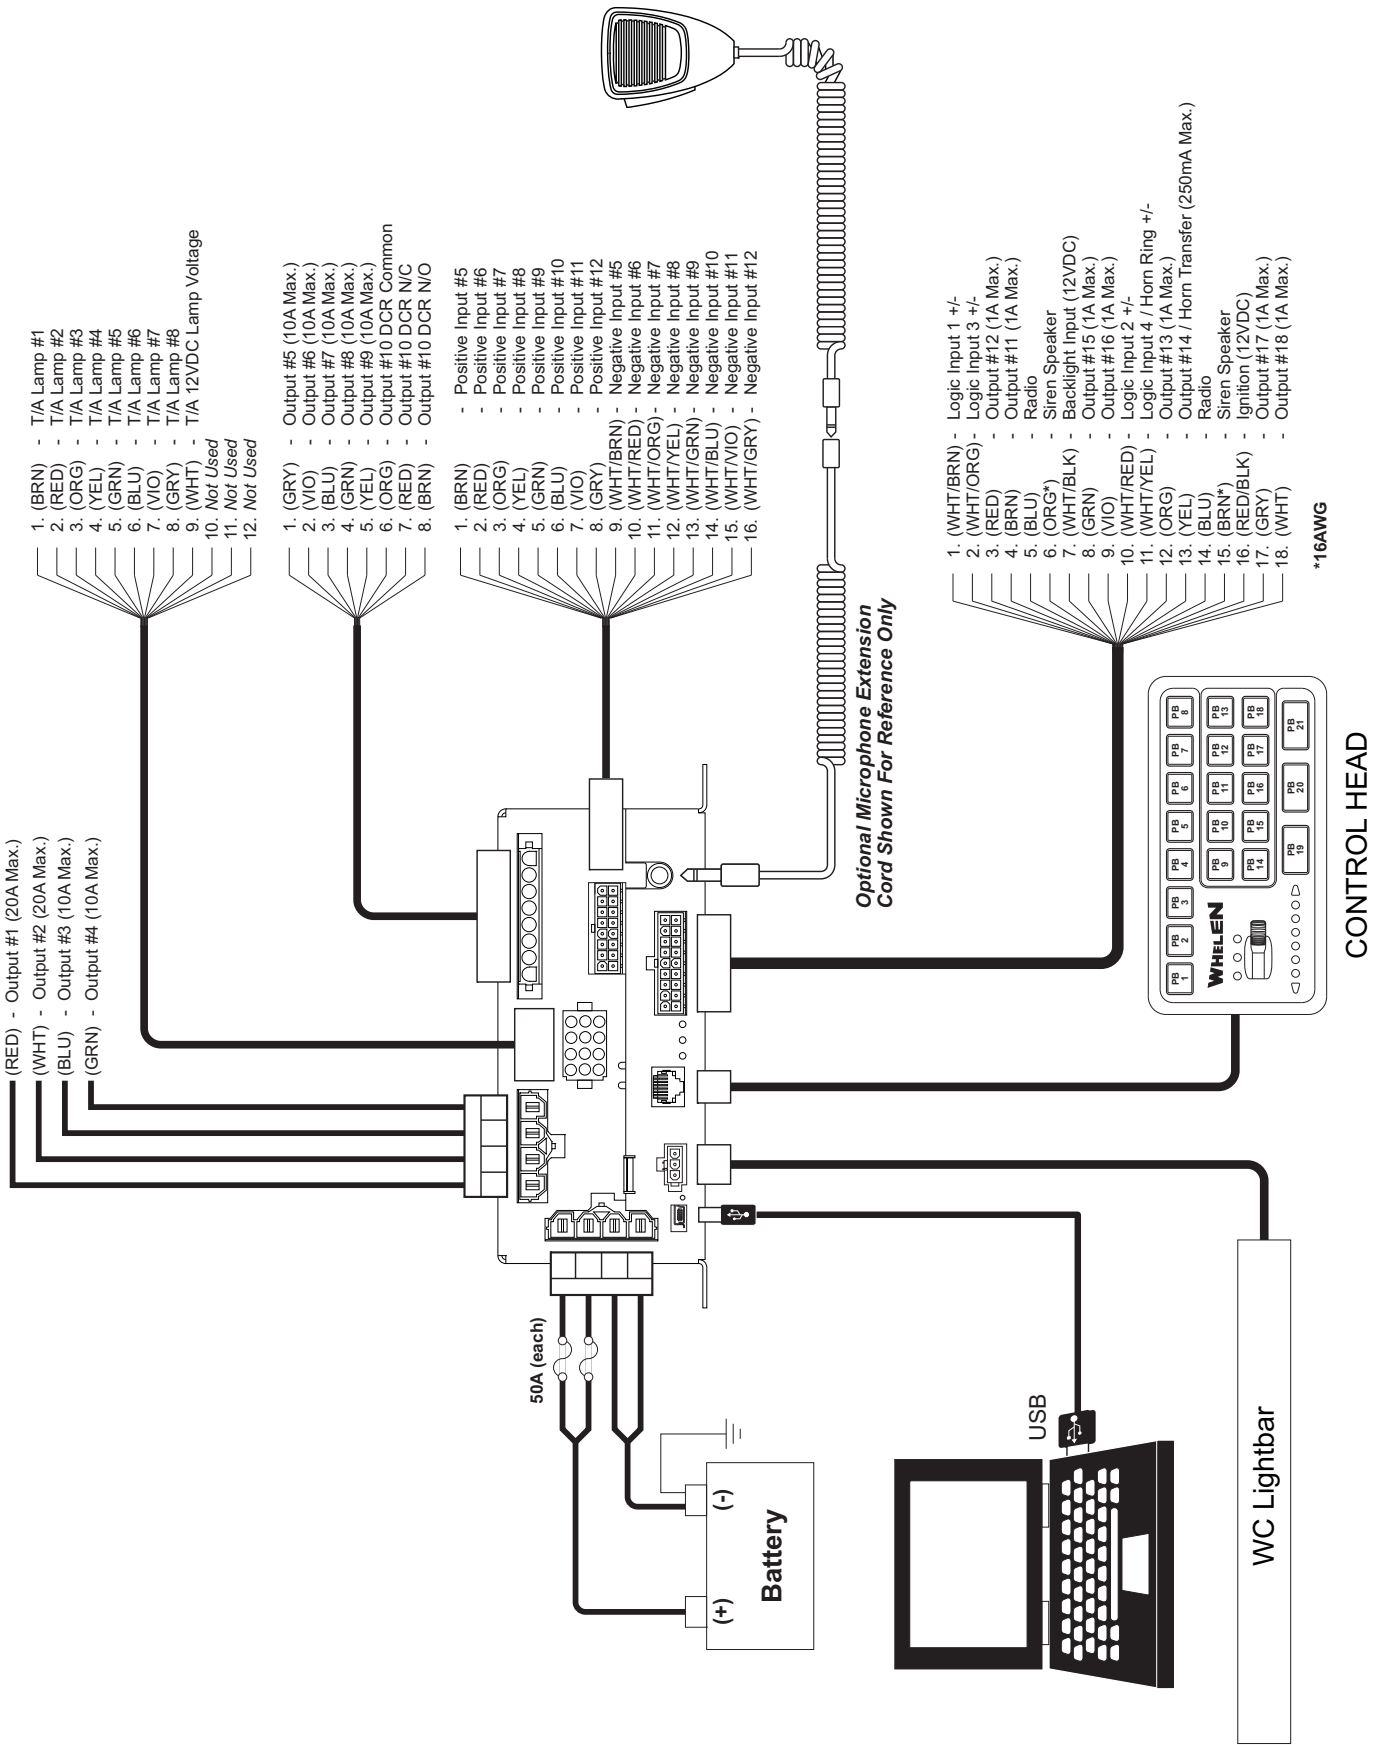 (RED) - Output #1 (20A Max.)
(WHT) - Output #2 (20A Max.)
(BLU) - Output #3 (10A Max.)
(GRN) - Output #4 (10A Max.)
1. (BRN) - T/A Lamp #1
2. (RED) - T/A Lamp #2
3. (ORG) - T/A Lamp #3
4. (YEL) - T/A Lamp #4
5. (GRN) - T/A Lamp #5
6. (BLU) - T/A Lamp #6
7. (VIO) - T/A Lamp #7
8. (GRY) - T/A Lamp #8
9. (WHT) - T/A 12VDC Lamp Voltage
10. Not Used
11. Not Used
12. Not Used
1. (GRY) - Output #5 (10A Max.)
2. (VIO) - Output #6 (10A Max.)
3. (BLU) - Output #7 (10A Max.)
4. (GRN) - Output #8 (10A Max.)
5. (YEL) - Output #9 (10A Max.)
6. (ORG) - Output #10 DCR Common
7. (RED) - Output #10 DCR N/C
8. (BRN) - Output #10 DCR N/O
1. (BRN) - Positive Input #5
2. (RED) - Positive Input #6
3. (ORG) - Positive Input #7
4. (YEL) - Positive Input #8
5. (GRN) - Positive Input #9
6. (BLU) - Positive Input #10
7. (VIO) - Positive Input #11
8. (GRY) - Positive Input #12
9. (WHT/BRN) - Negative Input #5
10. (WHT/RED) - Negative Input #6
11. (WHT/ORG) - Negative Input #7
12. (WHT/YEL) - Negative Input #8
13. (WHT/GRN) - Negative Input #9
14. (WHT/BLU) - Negative Input #10
15. (WHT/VIO) - Negative Input #11
16. (WHT/GRY) - Negative Input #12
Optional Microphone Extension
Cord Shown For Reference Only
1. (WHT/BRN) - Logic Input 1 +/-
2. (WHT/ORG) - Logic Input 3 +/-
3. (RED) - Output #12 (1A Max.)
4. (BRN) - Output #11 (1A Max.)
5. (BLU) - Radio
6. (ORG*) - Siren Speaker
7. (WHT/BLK) - Backlight Input (12VDC)
8. (GRN) - Output #15 (1A Max.)
9. (VIO) - Output #16 (1A Max.)
10. (WHT/RED) - Logic Input 2 +/-
11. (WHT/YEL) - Logic Input 4 / Horn Ring +/-
12. (ORG) - Output #13 (1A Max.)
13. (YEL) - Output #14 / Horn Transfer (250mA Max.)
14. (BLU) - Radio
15. (BRN*) - Siren Speaker
16. (RED/BLK) - Ignition (12VDC)
17. (GRY) - Output #17 (1A Max.)
18. (WHT) - Output #18 (1A Max.)
*16AWG
50A (each)
(+)
(-)
Battery
USB
WC Lightbar
PB 1
PB 2
PB 3
PB 4
PB 5
PB 6
PB 7
PB 8
WHELEN
PB 9
PB 10
PB 11
PB 12
PB 13
PB 14
PB 15
PB 16
PB 17
PB 18
PB 19
PB 20
PB 21
CONTROL HEAD